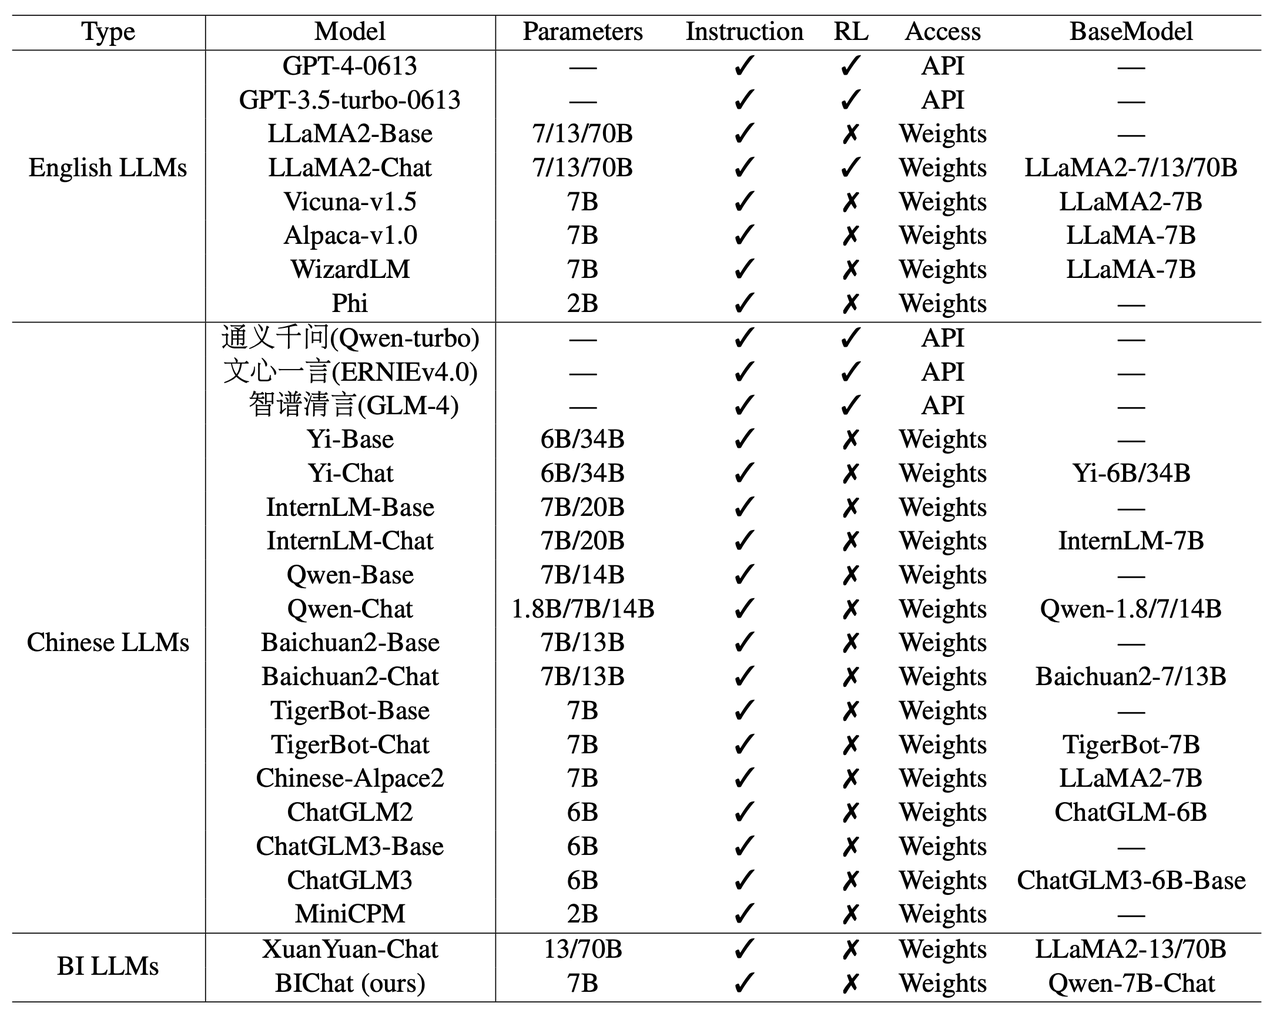 Type Model Parameters Instruction RL Access BaseModel
GPT-4-0613 — ✓ ✓ API —
GPT-3.5-turbo-0613 — ✓ ✓ API —
LLaMA2-Base 7/13/70B ✓ ✗ Weights —
English LLMs LLaMA2-Chat 7/13/70B ✓ ✓ Weights LLaMA2-7/13/70B
Vicuna-v1.5 7B ✓ ✗ Weights LLaMA2-7B
Alpaca-v1.0 7B ✓ ✗ Weights LLaMA-7B
WizardLM 7B ✓ ✗ Weights LLaMA-7B
Phi 2B ✓ ✗ Weights —
通义千问(Qwen-turbo) — ✓ ✓ API —
文心一言(ERNIEv4.0) — ✓ ✓ API —
智谱清言(GLM-4) — ✓ ✓ API —
Yi-Base 6B/34B ✓ ✗ Weights —
Yi-Chat 6B/34B ✓ ✗ Weights Yi-6B/34B
InternLM-Base 7B/20B ✓ ✗ Weights —
InternLM-Chat 7B/20B ✓ ✗ Weights InternLM-7B
Qwen-Base 7B/14B ✓ ✗ Weights —
Qwen-Chat 1.8B/7B/14B ✓ ✗ Weights Qwen-1.8/7/14B
Chinese LLMs Baichuan2-Base 7B/13B ✓ ✗ Weights —
Baichuan2-Chat 7B/13B ✓ ✗ Weights Baichuan2-7/13B
TigerBot-Base 7B ✓ ✗ Weights —
TigerBot-Chat 7B ✓ ✗ Weights TigerBot-7B
Chinese-Alpace2 7B ✓ ✗ Weights LLaMA2-7B
ChatGLM2 6B ✓ ✗ Weights ChatGLM-6B
ChatGLM3-Base 6B ✓ ✗ Weights —
ChatGLM3 6B ✓ ✗ Weights ChatGLM3-6B-Base
MiniCPM 2B ✓ ✗ Weights —
BI LLMs XuanYuan-Chat 13/70B ✓ ✗ Weights LLaMA2-13/70B
BIChat (ours) 7B ✓ ✗ Weights Qwen-7B-Chat